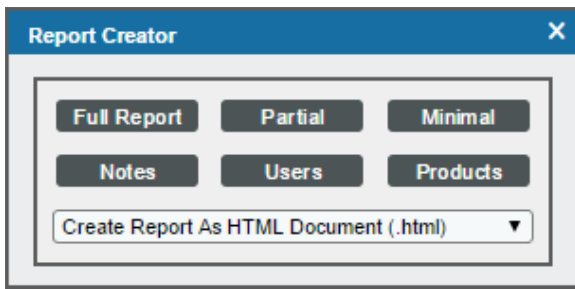 Report Creator X
Full Report Partial Minimal
Notes Users Products
Create Report As HTML Document (.html) ▼